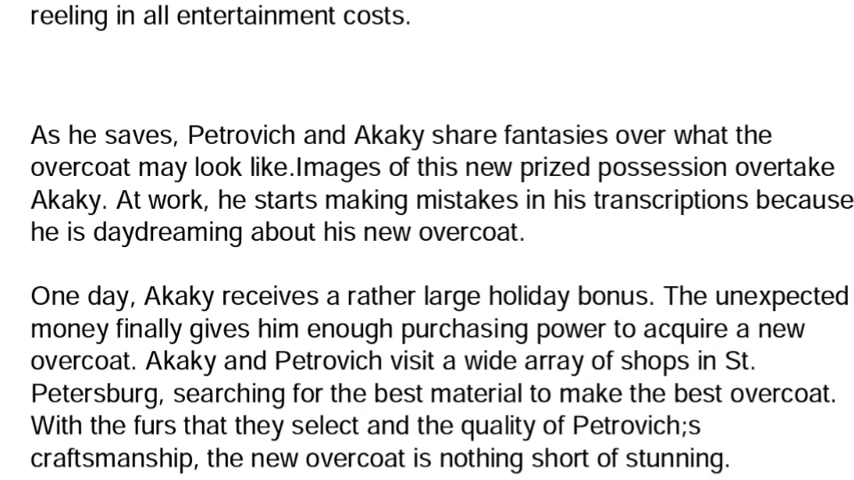 reeling in all entertainment costs.
As he saves, Petrovich and Akaky share fantasies over what the
overcoat may look like.Images of this new prized possession overtake
Akaky. At work, he starts making mistakes in his transcriptions because
he is daydreaming about his new overcoat.
One day, Akaky receives a rather large holiday bonus. The unexpected
money finally gives him enough purchasing power to acquire a new
overcoat. Akaky and Petrovich visit a wide array of shops in St.
Petersburg, searching for the best material to make the best overcoat.
With the furs that they select and the quality of Petrovich;s
craftsmanship, the new overcoat is nothing short of stunning.